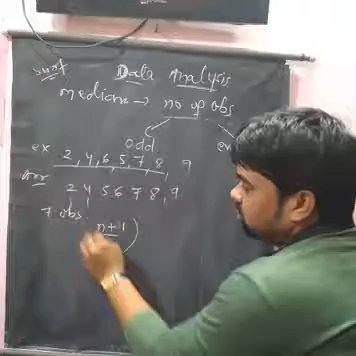 Data Analysis
Median → no of obs
odd
ex 2, 4, 6, 5, 7, 8, 9
2 4 5 6 7 8, 9
7 obs
n+1 )